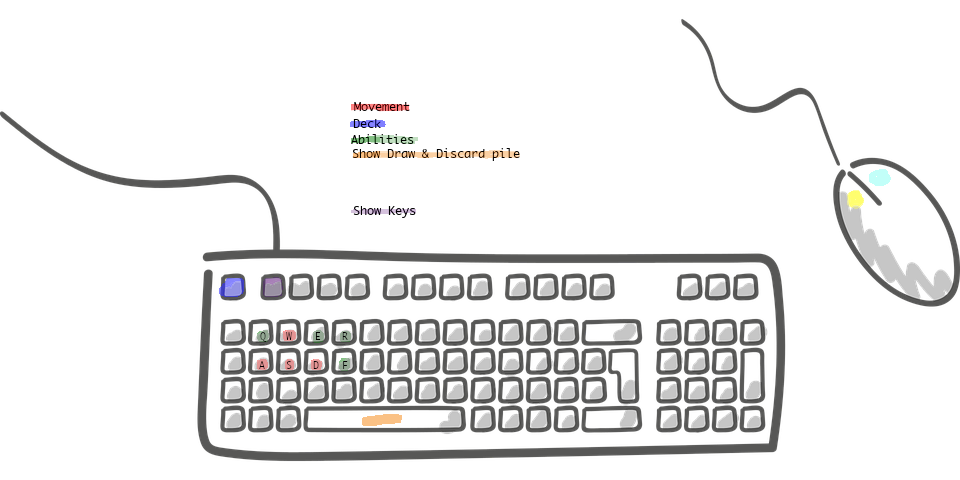 Movement
Deck
Abilities
Show Draw & Discard pile
Show Keys
Q W E R
A S D F